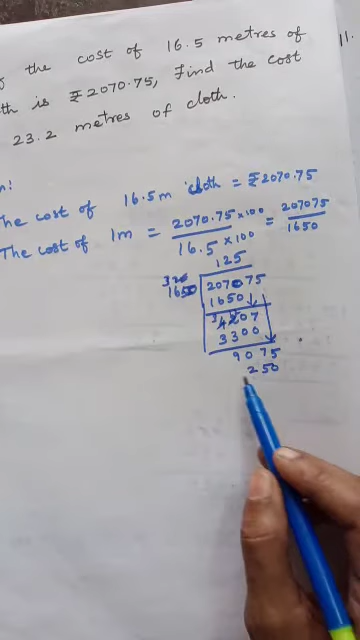 the cost of 16.5 metres of 11.
is ₹2070.75, Find the cost
23.2 metres of cloth.
The cost of 16.5m cloth = ₹2070.75
The cost of 1m = 2070.75 × 100 / 16.5 × 100 = 207075 / 1650
125
1650 207075
1650
4207
3300
9075
250